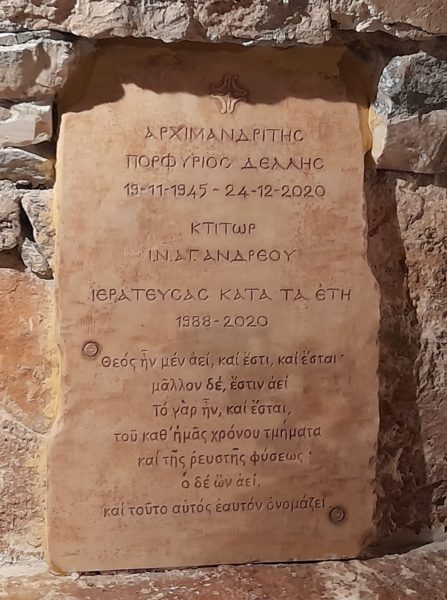 ΑΡΧΙΜΑΝΔΡΙΤΗΣ
ΠΟΡΦΥΡΙΟΣ ΔΕΛΛΗΣ
19-11-1945 - 24-12-2020
ΚΤΙΤΩΡ
Ι.Ν.ΑΓ.ΑΝΔΡΕΟΥ
ΙΕΡΑΤΕΥΣΑΣ ΚΑΤΑ ΤΑ ΕΤΗ
1988-2020
Θεός ἦν μέν ἀεί, καί ἔστι, καί ἔσται·
μᾶλλον δέ, ἔστιν ἀεί
Τό γάρ ἦν, καί ἔσται,
τοῦ καθ' ἡμᾶς χρόνου τμήματα
καί τῆς ῥευστῆς φύσεως·
ὁ δέ ὢν ἀεί,
καί τοῦτο αὐτός ἑαυτόν ὀνομάζει.